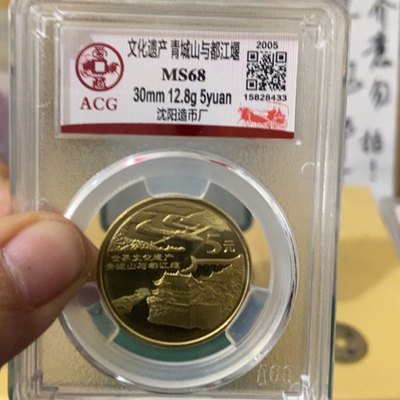 文化遗产 青城山与都江堰
2005
MS68
ACG
30mm 12.8g 5yuan
15828433
沈阳造币厂
5元
世界文化遗产
青城山与都江堰